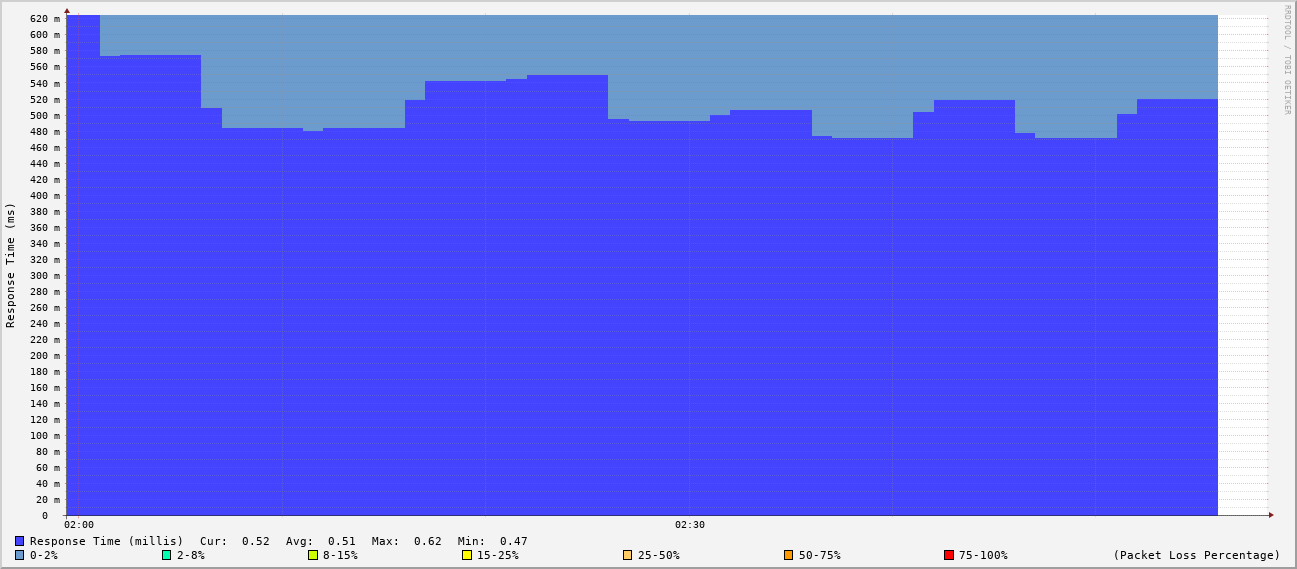 RRDTOOL / TOBI OETIKER
Response Time (ms)
620 m
600 m
580 m
560 m
540 m
520 m
500 m
480 m
460 m
440 m
420 m
400 m
380 m
360 m
340 m
320 m
300 m
280 m
260 m
240 m
220 m
200 m
180 m
160 m
140 m
120 m
100 m
80 m
60 m
40 m
20 m
0
02:00 02:30
Response Time (millis) Cur: 0.52 Avg: 0.51 Max: 0.62 Min: 0.47
0-2% 2-8% 8-15% 15-25% 25-50% 50-75% 75-100% (Packet Loss Percentage)